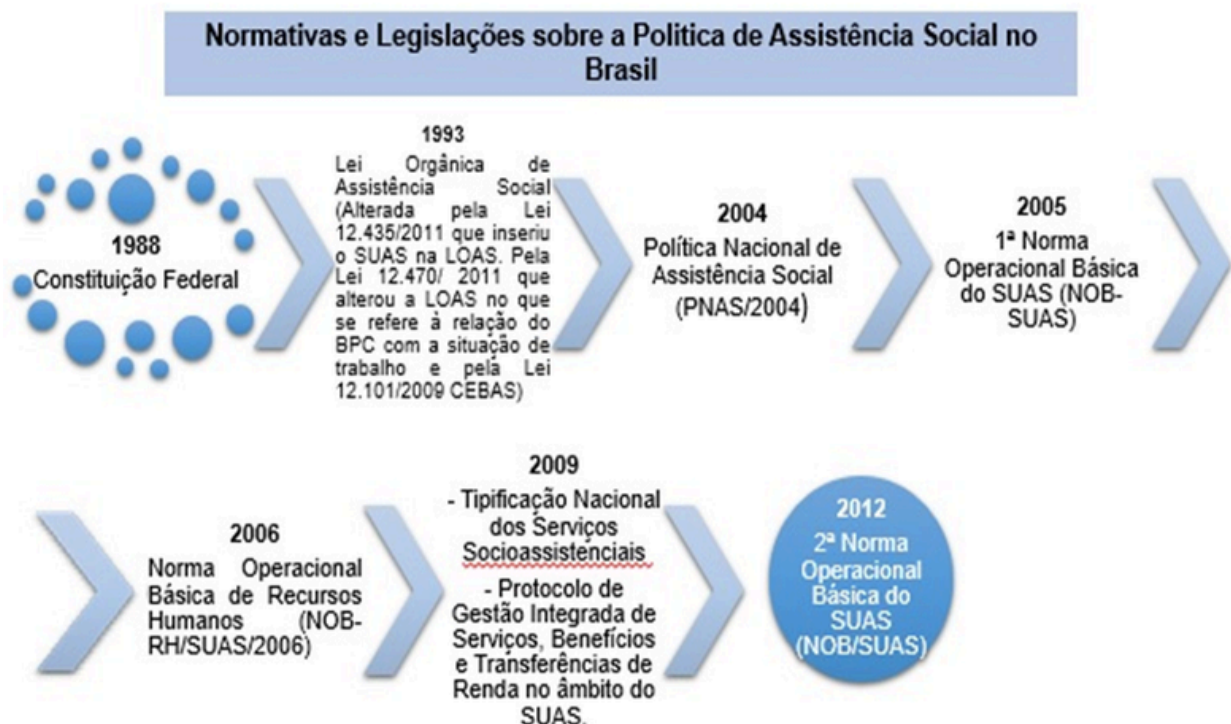 Normativas e Legislações sobre a Politica de Assistência Social no
Brasil
1988
Constituição Federal
1993
Lei Orgânica de
Assistência Social
(Alterada pela Lei
12.435/2011 que inseriu
o SUAS na LOAS. Pela
Lei 12.470/ 2011 que
alterou a LOAS no que
se refere à relação do
BPC com a situação de
trabalho e pela Lei
12.101/2009 CEBAS)
2004
Política Nacional de
Assistência Social
(PNAS/2004)
2005
1ª Norma
Operacional Básica
do SUAS (NOB-
SUAS)
2006
Norma Operacional
Básica de Recursos
Humanos (NOB-
RH/SUAS/2006)
2009
- Tipificação Nacional
dos Serviços
Socioassistenciais
- Protocolo de
Gestão Integrada de
Serviços, Benefícios
e Transferências de
Renda no âmbito do
SUAS.
2012
2ª Norma
Operacional
Básica do
SUAS
(NOB/SUAS)